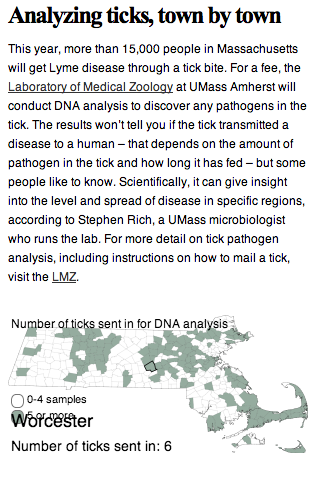 Analyzing ticks, town by town
This year, more than 15,000 people in Massachusetts
will get Lyme disease through a tick bite. For a fee, the
Laboratory of Medical Zoology at UMass Amherst will
conduct DNA analysis to discover any pathogens in the
tick. The results won't tell you if the tick transmitted a
disease to a human – that depends on the amount of
pathogen in the tick and how long it has fed – but some
people like to know. Scientifically, it can give insight
into the level and spread of disease in specific regions,
according to Stephen Rich, a UMass microbiologist
who runs the lab. For more detail on tick pathogen
analysis, including instructions on how to mail a tick,
visit the LMZ.
Number of ticks sent in for DNA analysis
0-4 samples
5 or more
Worcester
Number of ticks sent in: 6